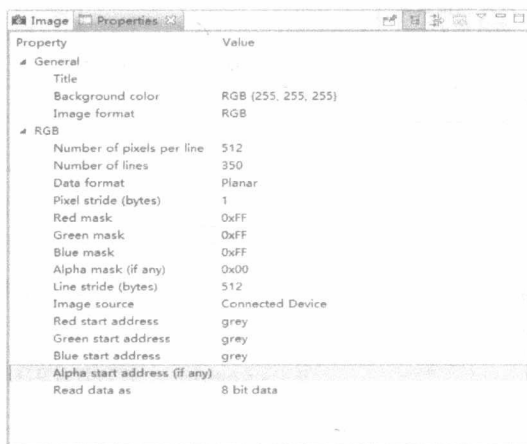 Image Properties
Property Value
General
Title
Background color RGB {255, 255, 255}
Image format RGB
RGB
Number of pixels per line 512
Number of lines 350
Data format Planar
Pixel stride (bytes) 1
Red mask 0xFF
Green mask 0xFF
Blue mask 0xFF
Alpha mask (if any) 0x00
Line stride (bytes) 512
Image source Connected Device
Red start address grey
Green start address grey
Blue start address grey
Alpha start address (if any)
Read data as 8 bit data